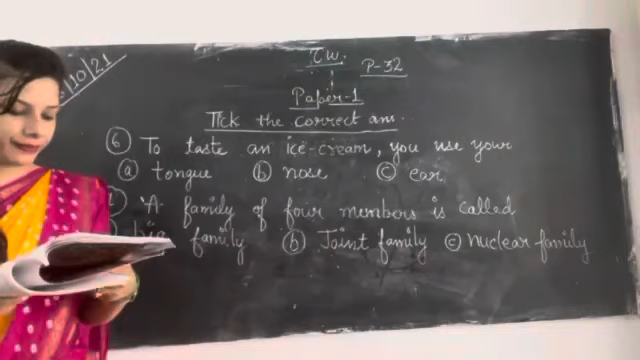 /10/21
C.W.
P-32
Paper-1
Tick the correct ans.
6 To taste an ice-cream, you use your
a tongue b nose c ear
A family of four members is called
big family b Joint family c nuclear family